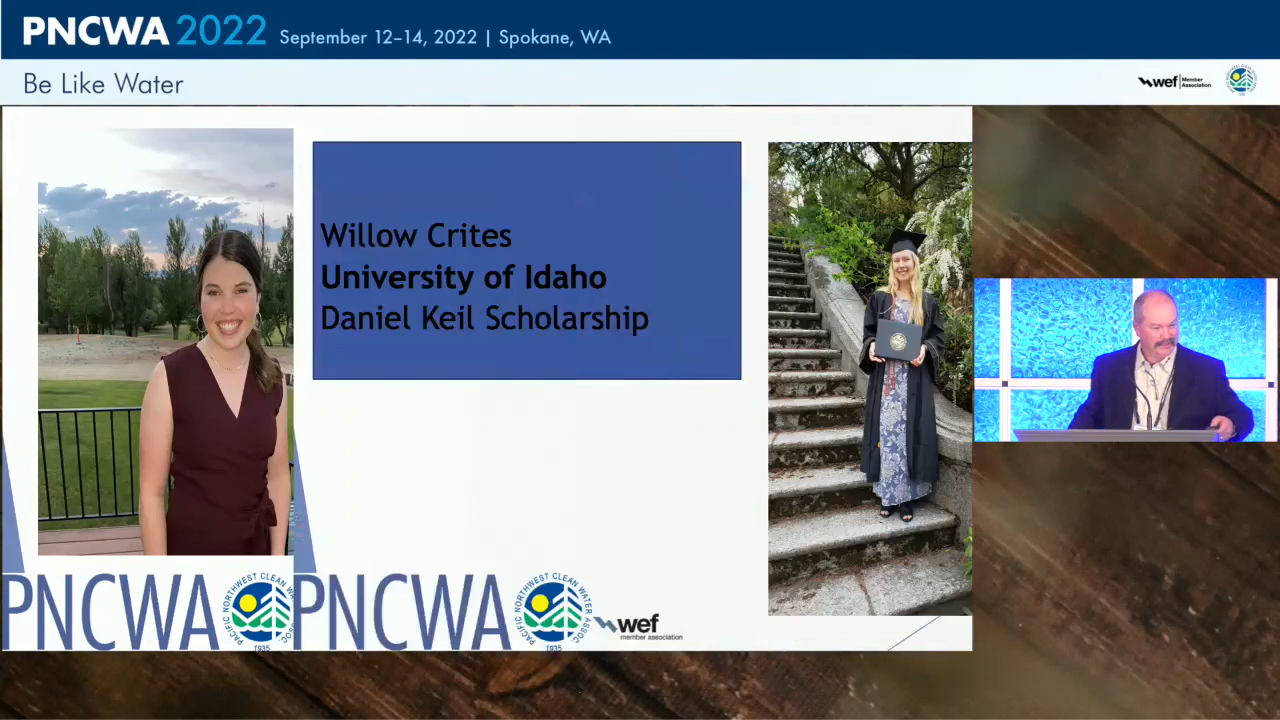 PNCWA 2022 September 12–14, 2022 | Spokane, WA
Be Like Water
wef Member Association
Willow Crites
University of Idaho
Daniel Keil Scholarship
PNCWA
PACIFIC NORTHWEST CLEAN WATER ASSOC.
1935
PNCWA
PACIFIC NORTHWEST CLEAN WATER ASSOC.
1935
wef
member association